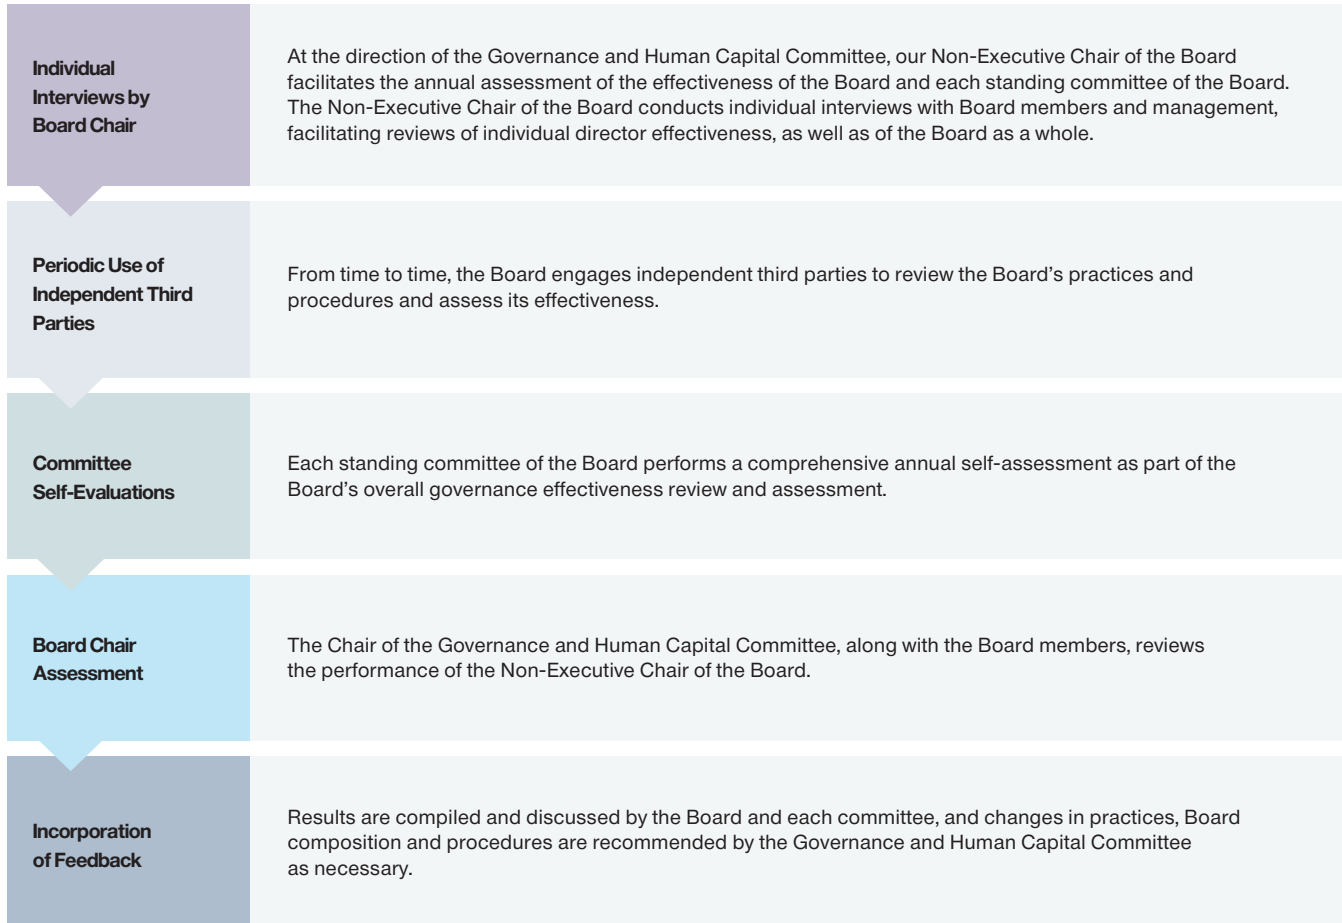 Individual
Interviews by
Board Chair
At the direction of the Governance and Human Capital Committee, our Non-Executive Chair of the Board
facilitates the annual assessment of the effectiveness of the Board and each standing committee of the Board.
The Non-Executive Chair of the Board conducts individual interviews with Board members and management,
facilitating reviews of individual director effectiveness, as well as of the Board as a whole.
Periodic Use of
Independent Third
Parties
From time to time, the Board engages independent third parties to review the Board’s practices and
procedures and assess its effectiveness.
Committee
Self-Evaluations
Each standing committee of the Board performs a comprehensive annual self-assessment as part of the
Board’s overall governance effectiveness review and assessment.
Board Chair
Assessment
The Chair of the Governance and Human Capital Committee, along with the Board members, reviews
the performance of the Non-Executive Chair of the Board.
Incorporation
of Feedback
Results are compiled and discussed by the Board and each committee, and changes in practices, Board
composition and procedures are recommended by the Governance and Human Capital Committee
as necessary.